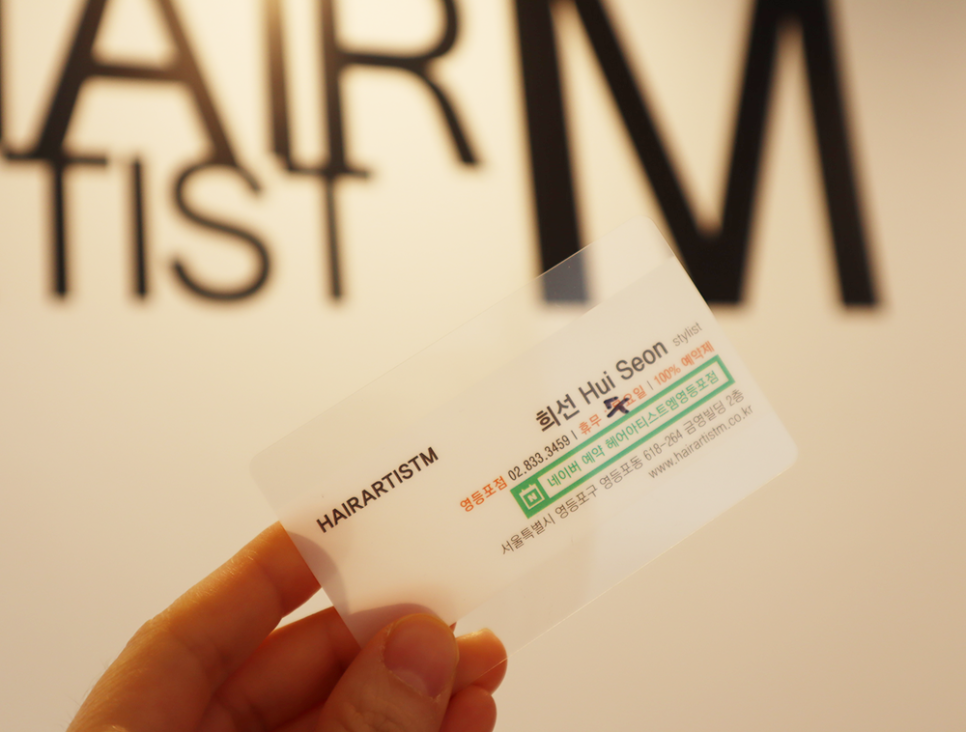 AIR
TIST
M
HAIRARTISTM
희선 Hui Seon stylist
영등포점 02.833.3459 | 휴무 요일 | 100% 예약제
네이버 예약 헤어아티스트엠영등포점
서울특별시 영등포구 영등포동 618-264 금영빌딩 2층
www.hairartistm.co.kr